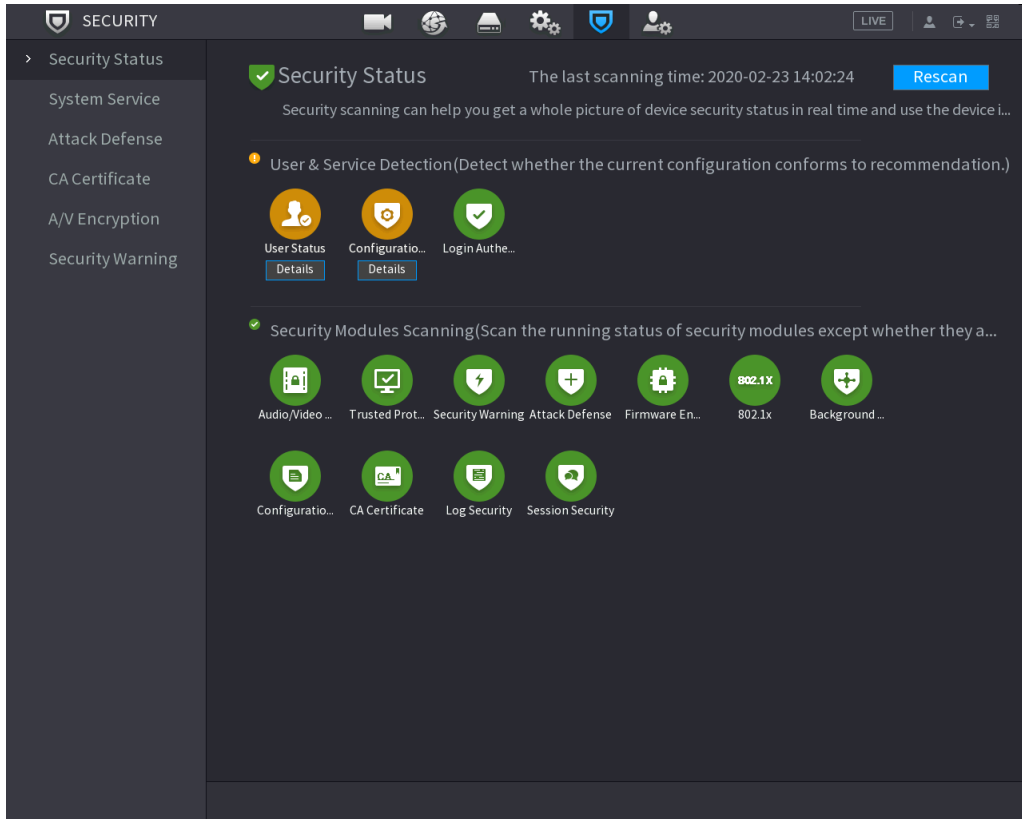 SECURITY
LIVE
Security Status
System Service
Attack Defense
CA Certificate
A/V Encryption
Security Warning
Security Status
The last scanning time: 2020-02-23 14:02:24
Rescan
Security scanning can help you get a whole picture of device security status in real time and use the device i...
User & Service Detection(Detect whether the current configuration conforms to recommendation.)
User Status
Configuratio...
Login Authe...
Details
Details
Security Modules Scanning(Scan the running status of security modules except whether they a...
802.1X
Audio/Video ...
Trusted Prot...
Security Warning
Attack Defense
Firmware En...
802.1x
Background ...
CA
Configuratio...
CA Certificate
Log Security
Session Security